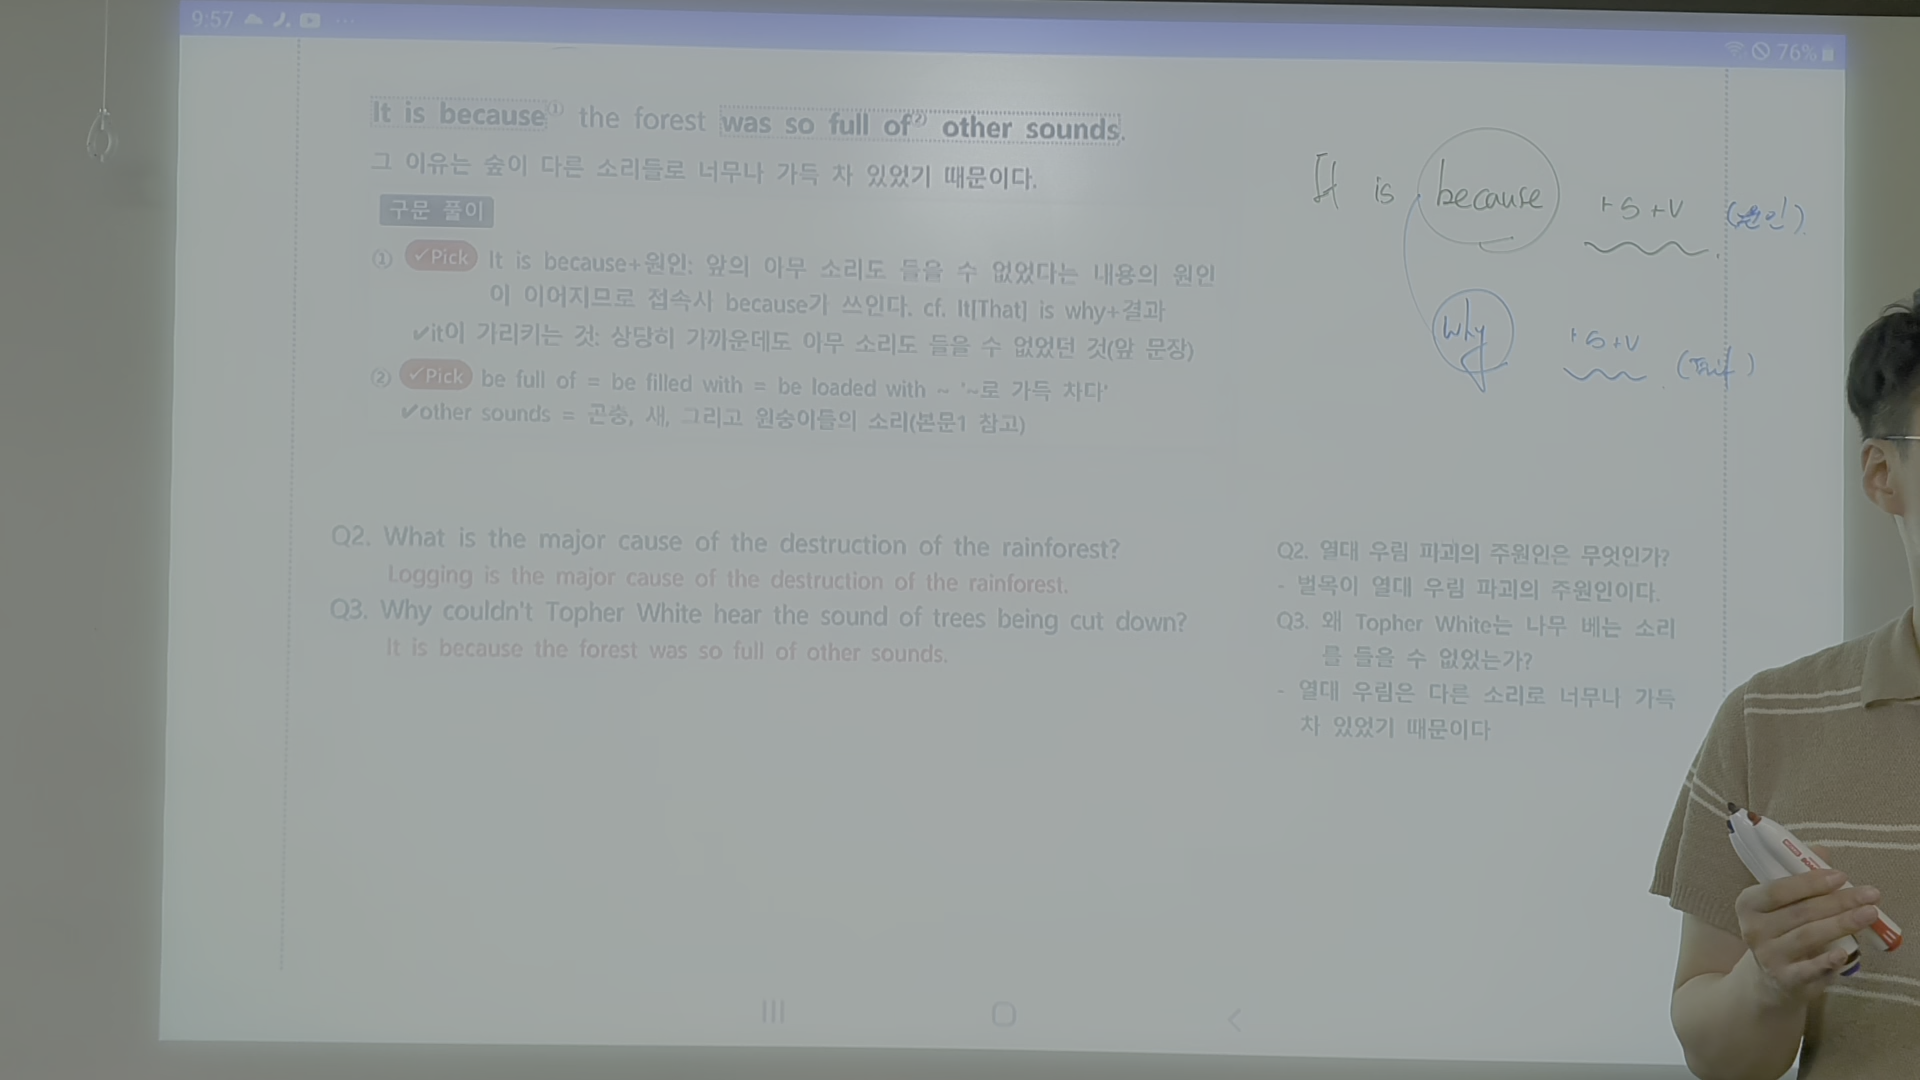 9:57
76%
It is because① the forest was so full of② other sounds.
그 이유는 숲이 다른 소리들로 너무나 가득 차 있었기 때문이다.
구문 풀이
① ✓Pick It is because+원인: 앞의 아무 소리도 들을 수 없었다는 내용의 원인
이 이어지므로 접속사 because가 쓰인다. cf. It[That] is why+결과
✔it이 가리키는 것: 상당히 가까운데도 아무 소리도 들을 수 없었던 것(앞 문장)
② ✓Pick be full of = be filled with = be loaded with ~ '~로 가득 차다'
✔other sounds = 곤충, 새, 그리고 원숭이들의 소리(본문1 참고)
It is because +S+V (원인).
why +S+V.
Q2. What is the major cause of the destruction of the rainforest?
Logging is the major cause of the destruction of the rainforest.
Q3. Why couldn't Topher White hear the sound of trees being cut down?
It is because the forest was so full of other sounds.
Q2. 열대 우림 파괴의 주원인은 무엇인가?
- 벌목이 열대 우림 파괴의 주원인이다.
Q3. 왜 Topher White는 나무 베는 소리
를 들을 수 없었는가?
- 열대 우림은 다른 소리로 너무나 가득
차 있었기 때문이다